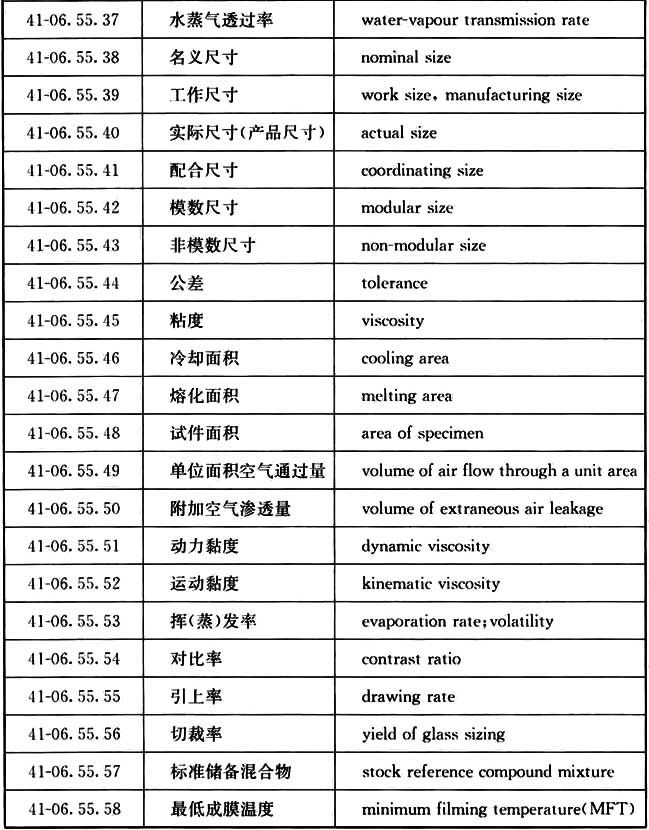 41-06.55.37 水蒸气透过率 water-vapour transmission rate
41-06.55.38 名义尺寸 nominal size
41-06.55.39 工作尺寸 work size, manufacturing size
41-06.55.40 实际尺寸(产品尺寸) actual size
41-06.55.41 配合尺寸 coordinating size
41-06.55.42 模数尺寸 modular size
41-06.55.43 非模数尺寸 non-modular size
41-06.55.44 公差 tolerance
41-06.55.45 粘度 viscosity
41-06.55.46 冷却面积 cooling area
41-06.55.47 熔化面积 melting area
41-06.55.48 试件面积 area of specimen
41-06.55.49 单位面积空气通过量 volume of air flow through a unit area
41-06.55.50 附加空气渗透量 volume of extraneous air leakage
41-06.55.51 动力黏度 dynamic viscosity
41-06.55.52 运动黏度 kinematic viscosity
41-06.55.53 挥(蒸)发率 evaporation rate;volatility
41-06.55.54 对比率 contrast ratio
41-06.55.55 引上率 drawing rate
41-06.55.56 切裁率 yield of glass sizing
41-06.55.57 标准储备混合物 stock reference compound mixture
41-06.55.58 最低成膜温度 minimum filming temperature(MFT)